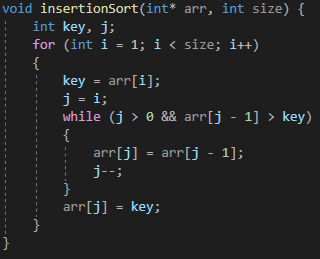 void insertionSort(int* arr, int size) {
    int key, j;
    for (int i = 1; i < size; i++)
    {
        key = arr[i];
        j = i;
        while (j > 0 && arr[j - 1] > key)
        {
            arr[j] = arr[j - 1];
            j--;
        }
        arr[j] = key;
    }
}